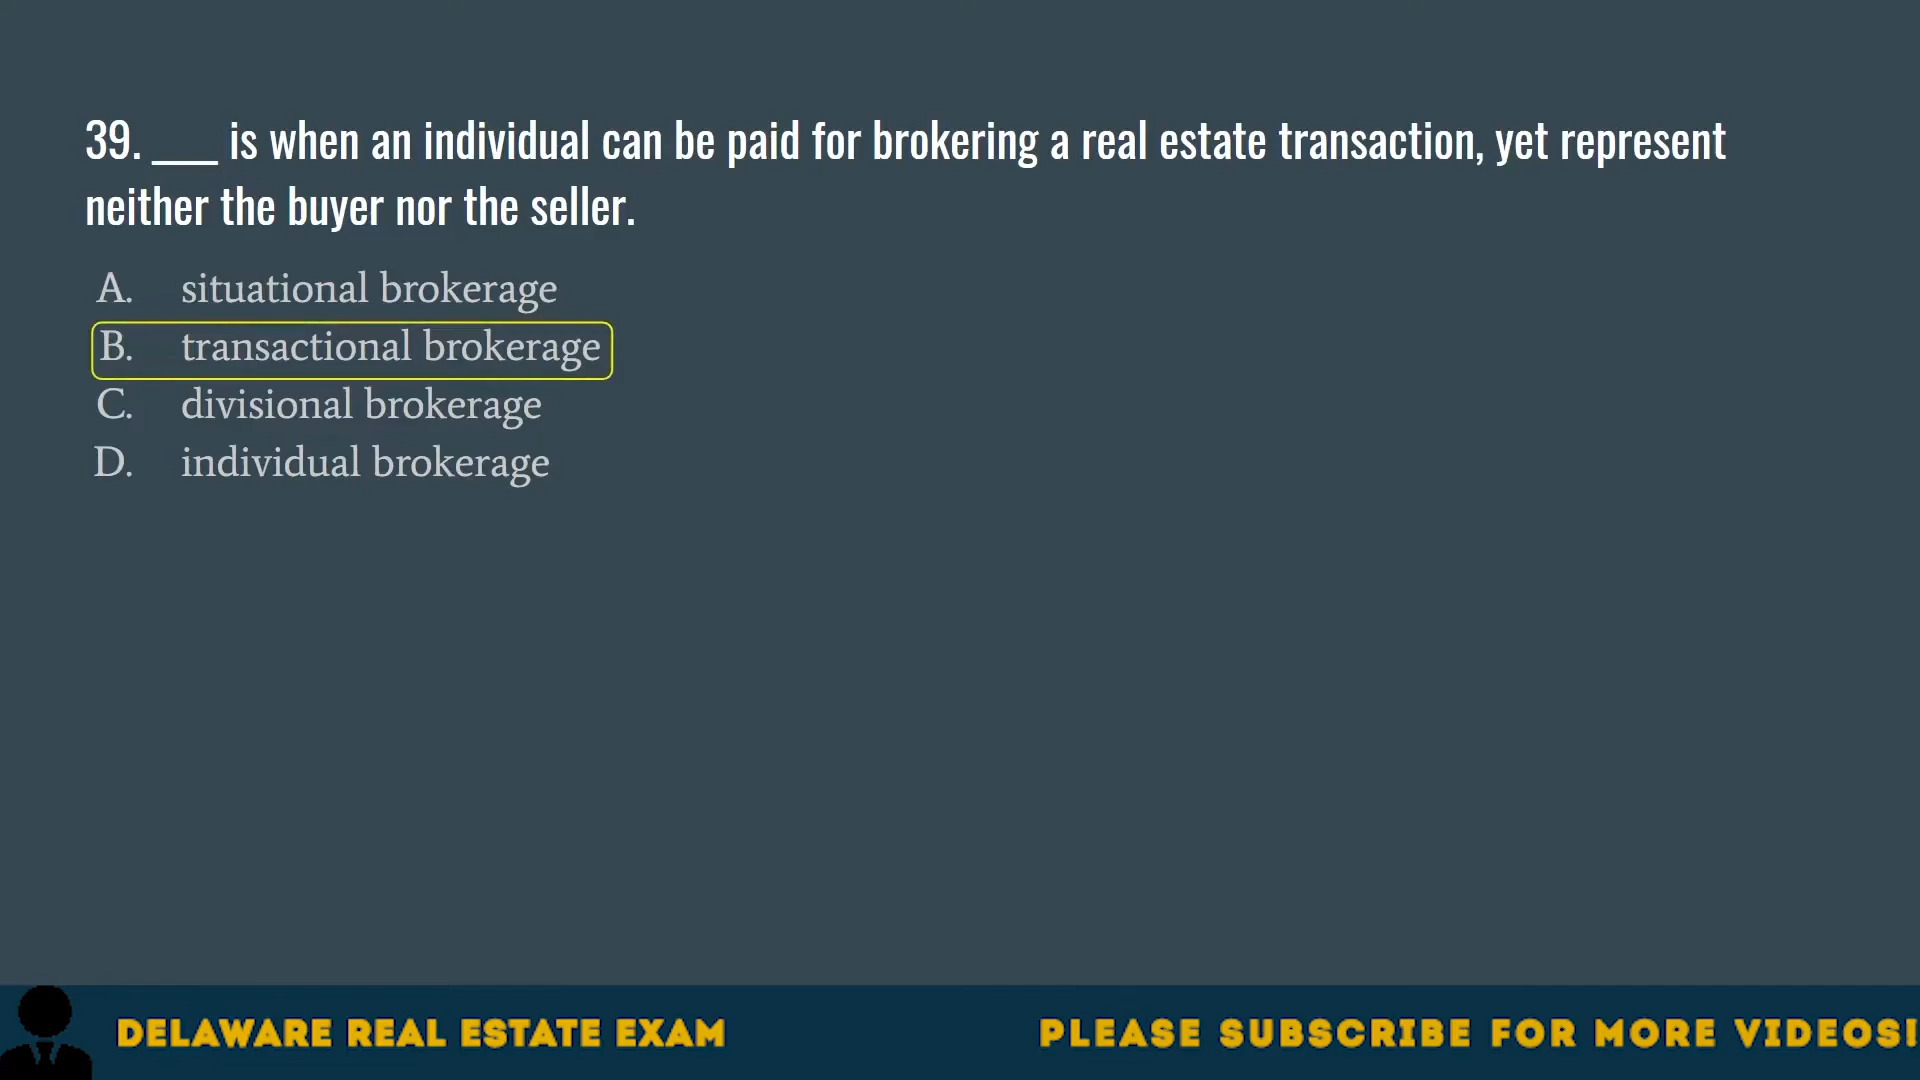 39. ___ is when an individual can be paid for brokering a real estate transaction, yet represent
neither the buyer nor the seller.
A. situational brokerage
B. transactional brokerage
C. divisional brokerage
D. individual brokerage
DELAWARE REAL ESTATE EXAM
PLEASE SUBSCRIBE FOR MORE VIDEOS!